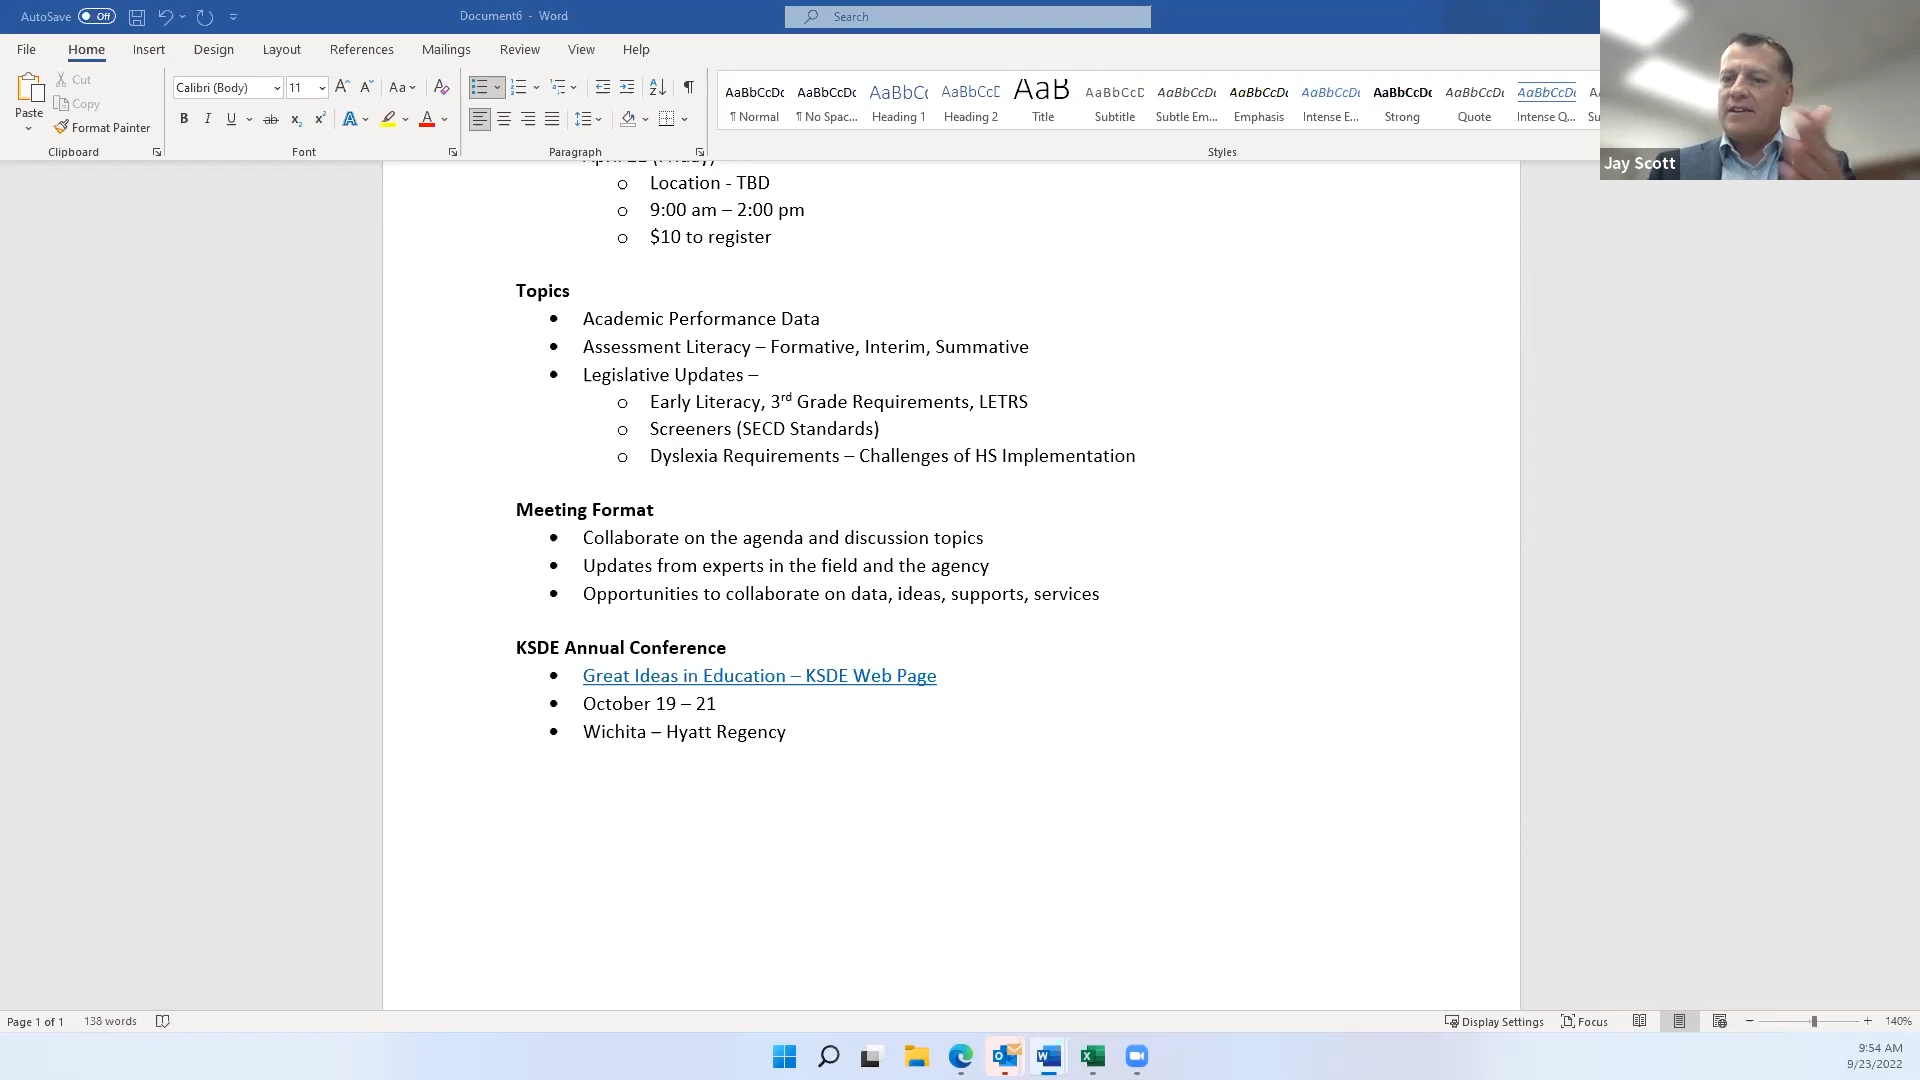 AutoSave Off Document6 - Word Search
File Home Insert Design Layout References Mailings Review View Help
Paste Cut Copy Format Painter
Calibri (Body) 11
AaBbCcDc AaBbCcDc AaBbC( AaBbCcD AaB AaBbCcD AaBbCcDc AaBbCcDc AaBbCcDc AaBbCcDc AaBbCcDc AaBbCcDc
¶ Normal ¶ No Spac... Heading 1 Heading 2 Title Subtitle Subtle Em... Emphasis Intense E... Strong Quote Intense Q...
Clipboard Font Paragraph Styles
Jay Scott
o Location - TBD
o 9:00 am – 2:00 pm
o $10 to register
Topics
• Academic Performance Data
• Assessment Literacy – Formative, Interim, Summative
• Legislative Updates –
o Early Literacy, 3rd Grade Requirements, LETRS
o Screeners (SECD Standards)
o Dyslexia Requirements – Challenges of HS Implementation
Meeting Format
• Collaborate on the agenda and discussion topics
• Updates from experts in the field and the agency
• Opportunities to collaborate on data, ideas, supports, services
KSDE Annual Conference
• Great Ideas in Education – KSDE Web Page
• October 19 – 21
• Wichita – Hyatt Regency
Page 1 of 1 138 words Display Settings Focus 140%
9:54 AM
9/23/2022